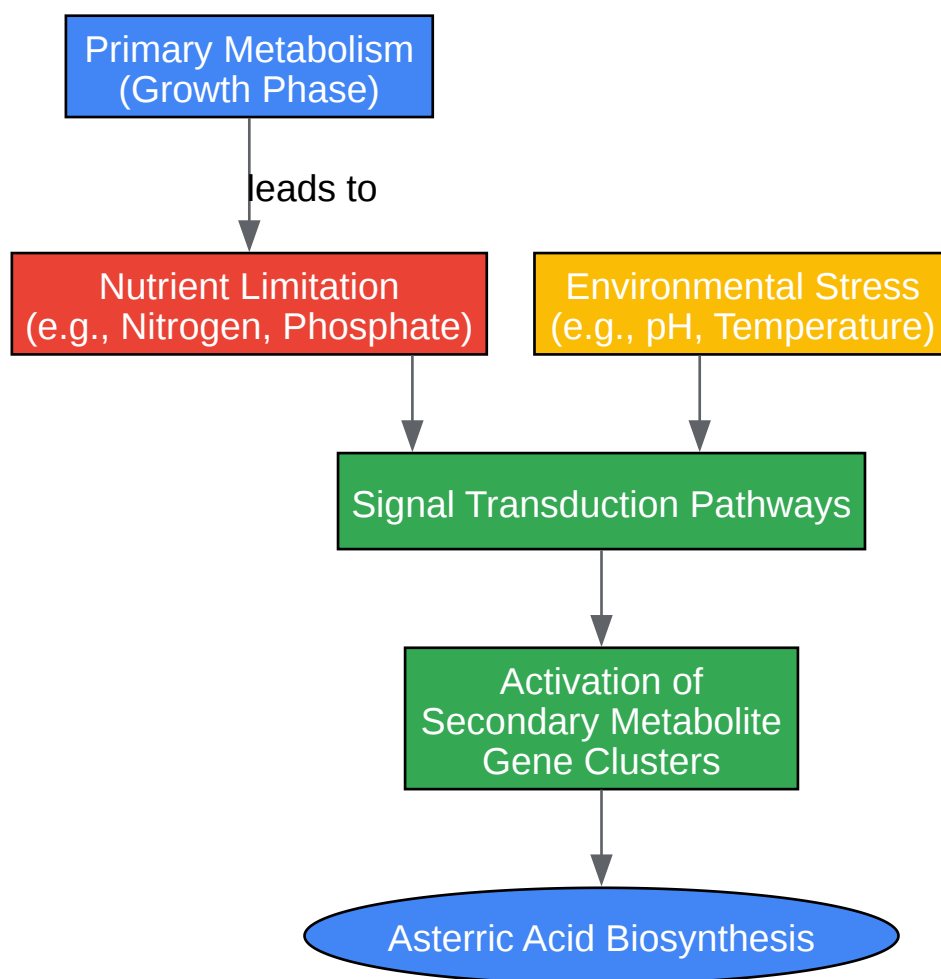 Primary Metabolism
(Growth Phase)
leads to
Nutrient Limitation
(e.g., Nitrogen, Phosphate)
Environmental Stress
(e.g., pH, Temperature)
Signal Transduction Pathways
Activation of
Secondary Metabolite
Gene Clusters
Asterric Acid Biosynthesis